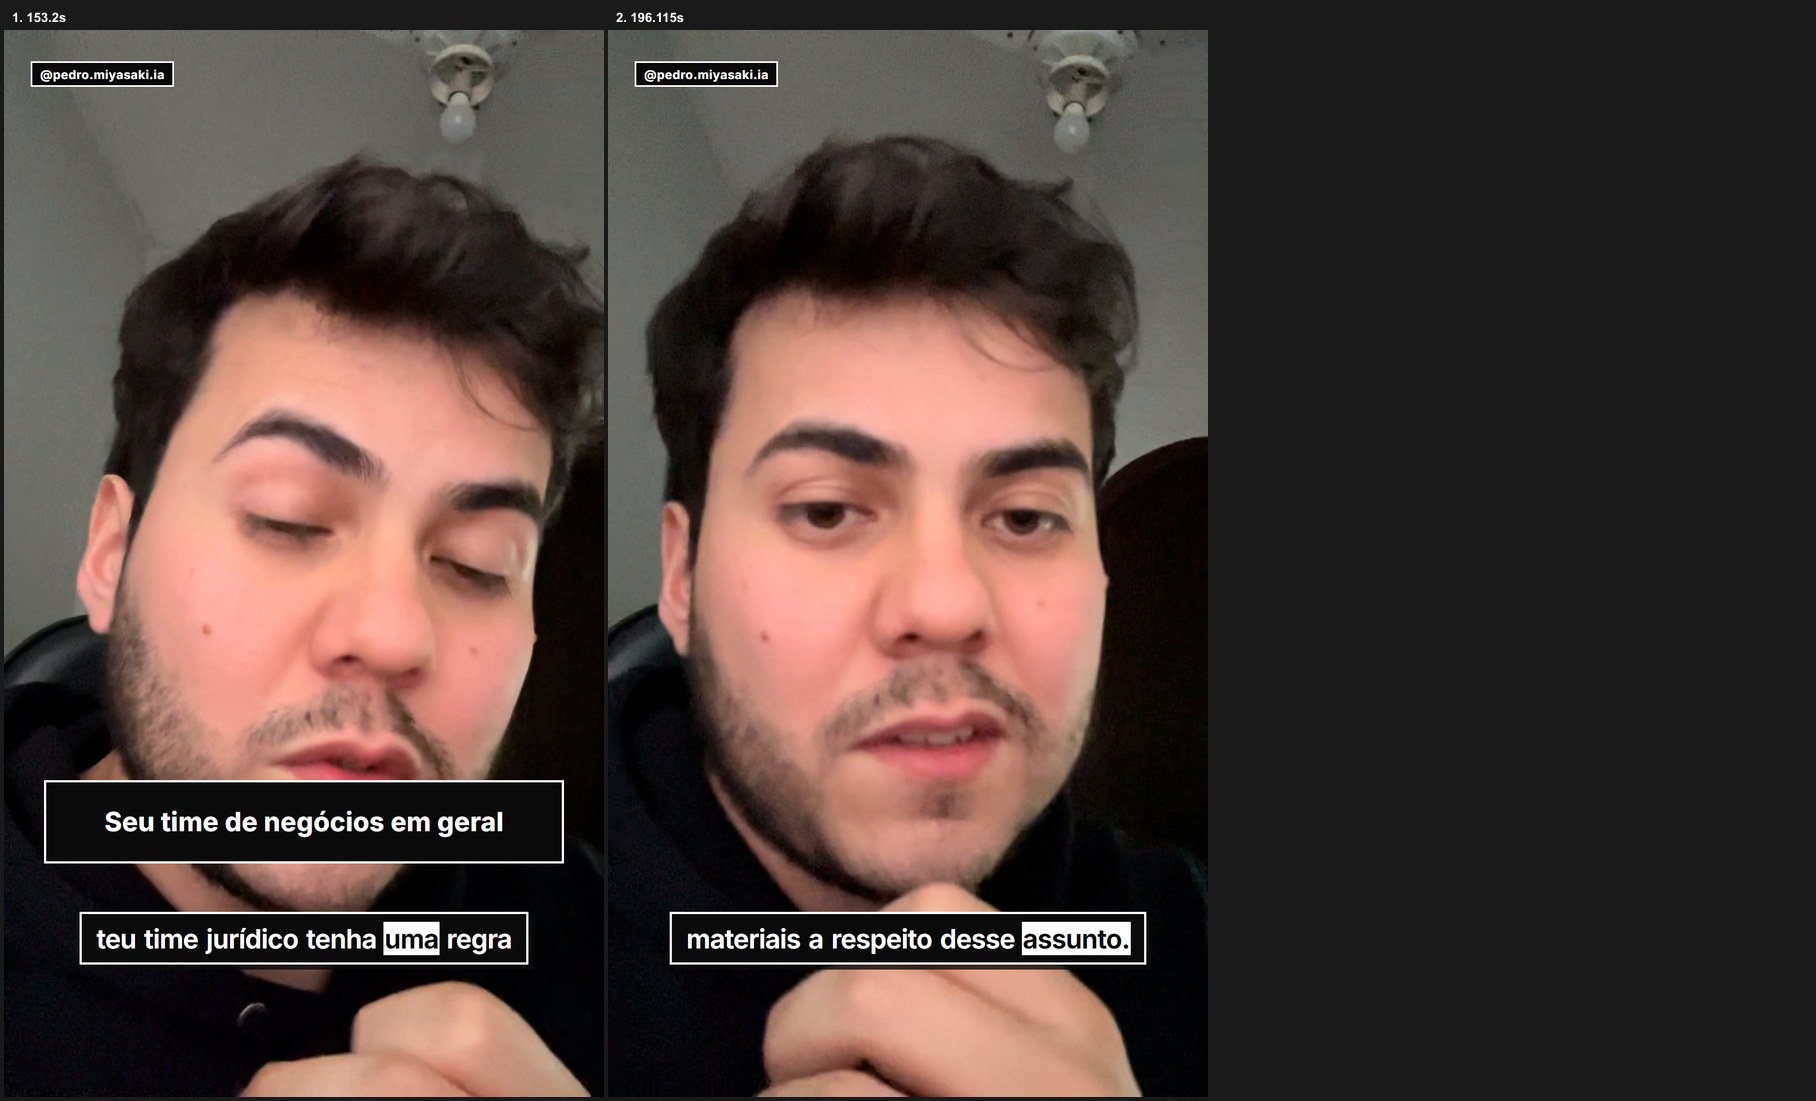 1. 153.2s
@pedro.miyasaki.ia
Seu time de negócios em geral
teu time jurídico tenha uma regra
2. 196.115s
@pedro.miyasaki.ia
materiais a respeito desse assunto.